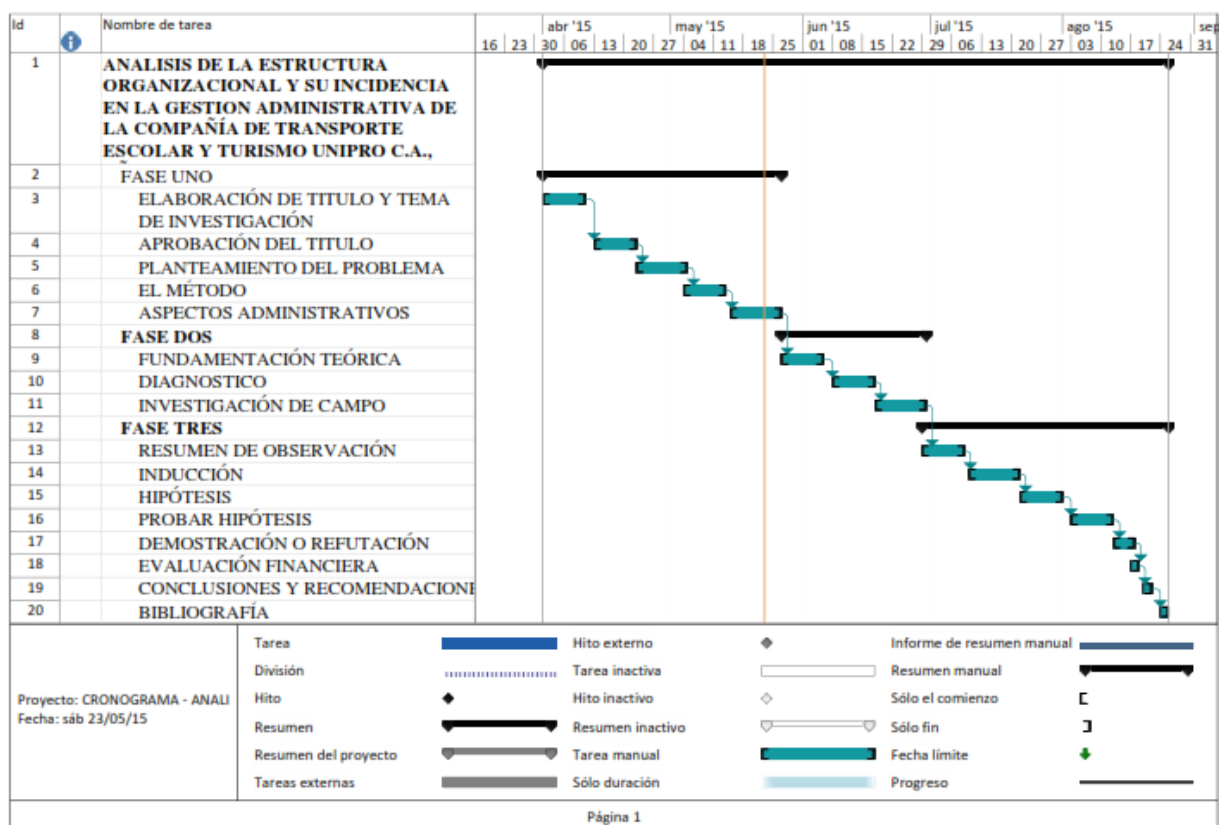 Id Nombre de tarea abr '15 may '15 jun '15 jul '15 ago '15 sep
16 23 30 06 13 20 27 04 11 18 25 01 08 15 22 29 06 13 20 27 03 10 17 24 31
1 ANALISIS DE LA ESTRUCTURA
ORGANIZACIONAL Y SU INCIDENCIA
EN LA GESTION ADMINISTRATIVA DE
LA COMPAÑÍA DE TRANSPORTE
ESCOLAR Y TURISMO UNIPRO C.A.,
2 FASE UNO
3 ELABORACIÓN DE TITULO Y TEMA
DE INVESTIGACIÓN
4 APROBACIÓN DEL TITULO
5 PLANTEAMIENTO DEL PROBLEMA
6 EL MÉTODO
7 ASPECTOS ADMINISTRATIVOS
8 FASE DOS
9 FUNDAMENTACIÓN TEÓRICA
10 DIAGNOSTICO
11 INVESTIGACIÓN DE CAMPO
12 FASE TRES
13 RESUMEN DE OBSERVACIÓN
14 INDUCCIÓN
15 HIPÓTESIS
16 PROBAR HIPÓTESIS
17 DEMOSTRACIÓN O REFUTACIÓN
18 EVALUACIÓN FINANCIERA
19 CONCLUSIONES Y RECOMENDACIONE
20 BIBLIOGRAFÍA
Proyecto: CRONOGRAMA - ANALI
Fecha: sáb 23/05/15
Tarea Hito externo Informe de resumen manual
División Tarea inactiva Resumen manual
Hito Hito inactivo Sólo el comienzo
Resumen Resumen inactivo Sólo fin
Resumen del proyecto Tarea manual Fecha límite
Tareas externas Sólo duración Progreso
Página 1